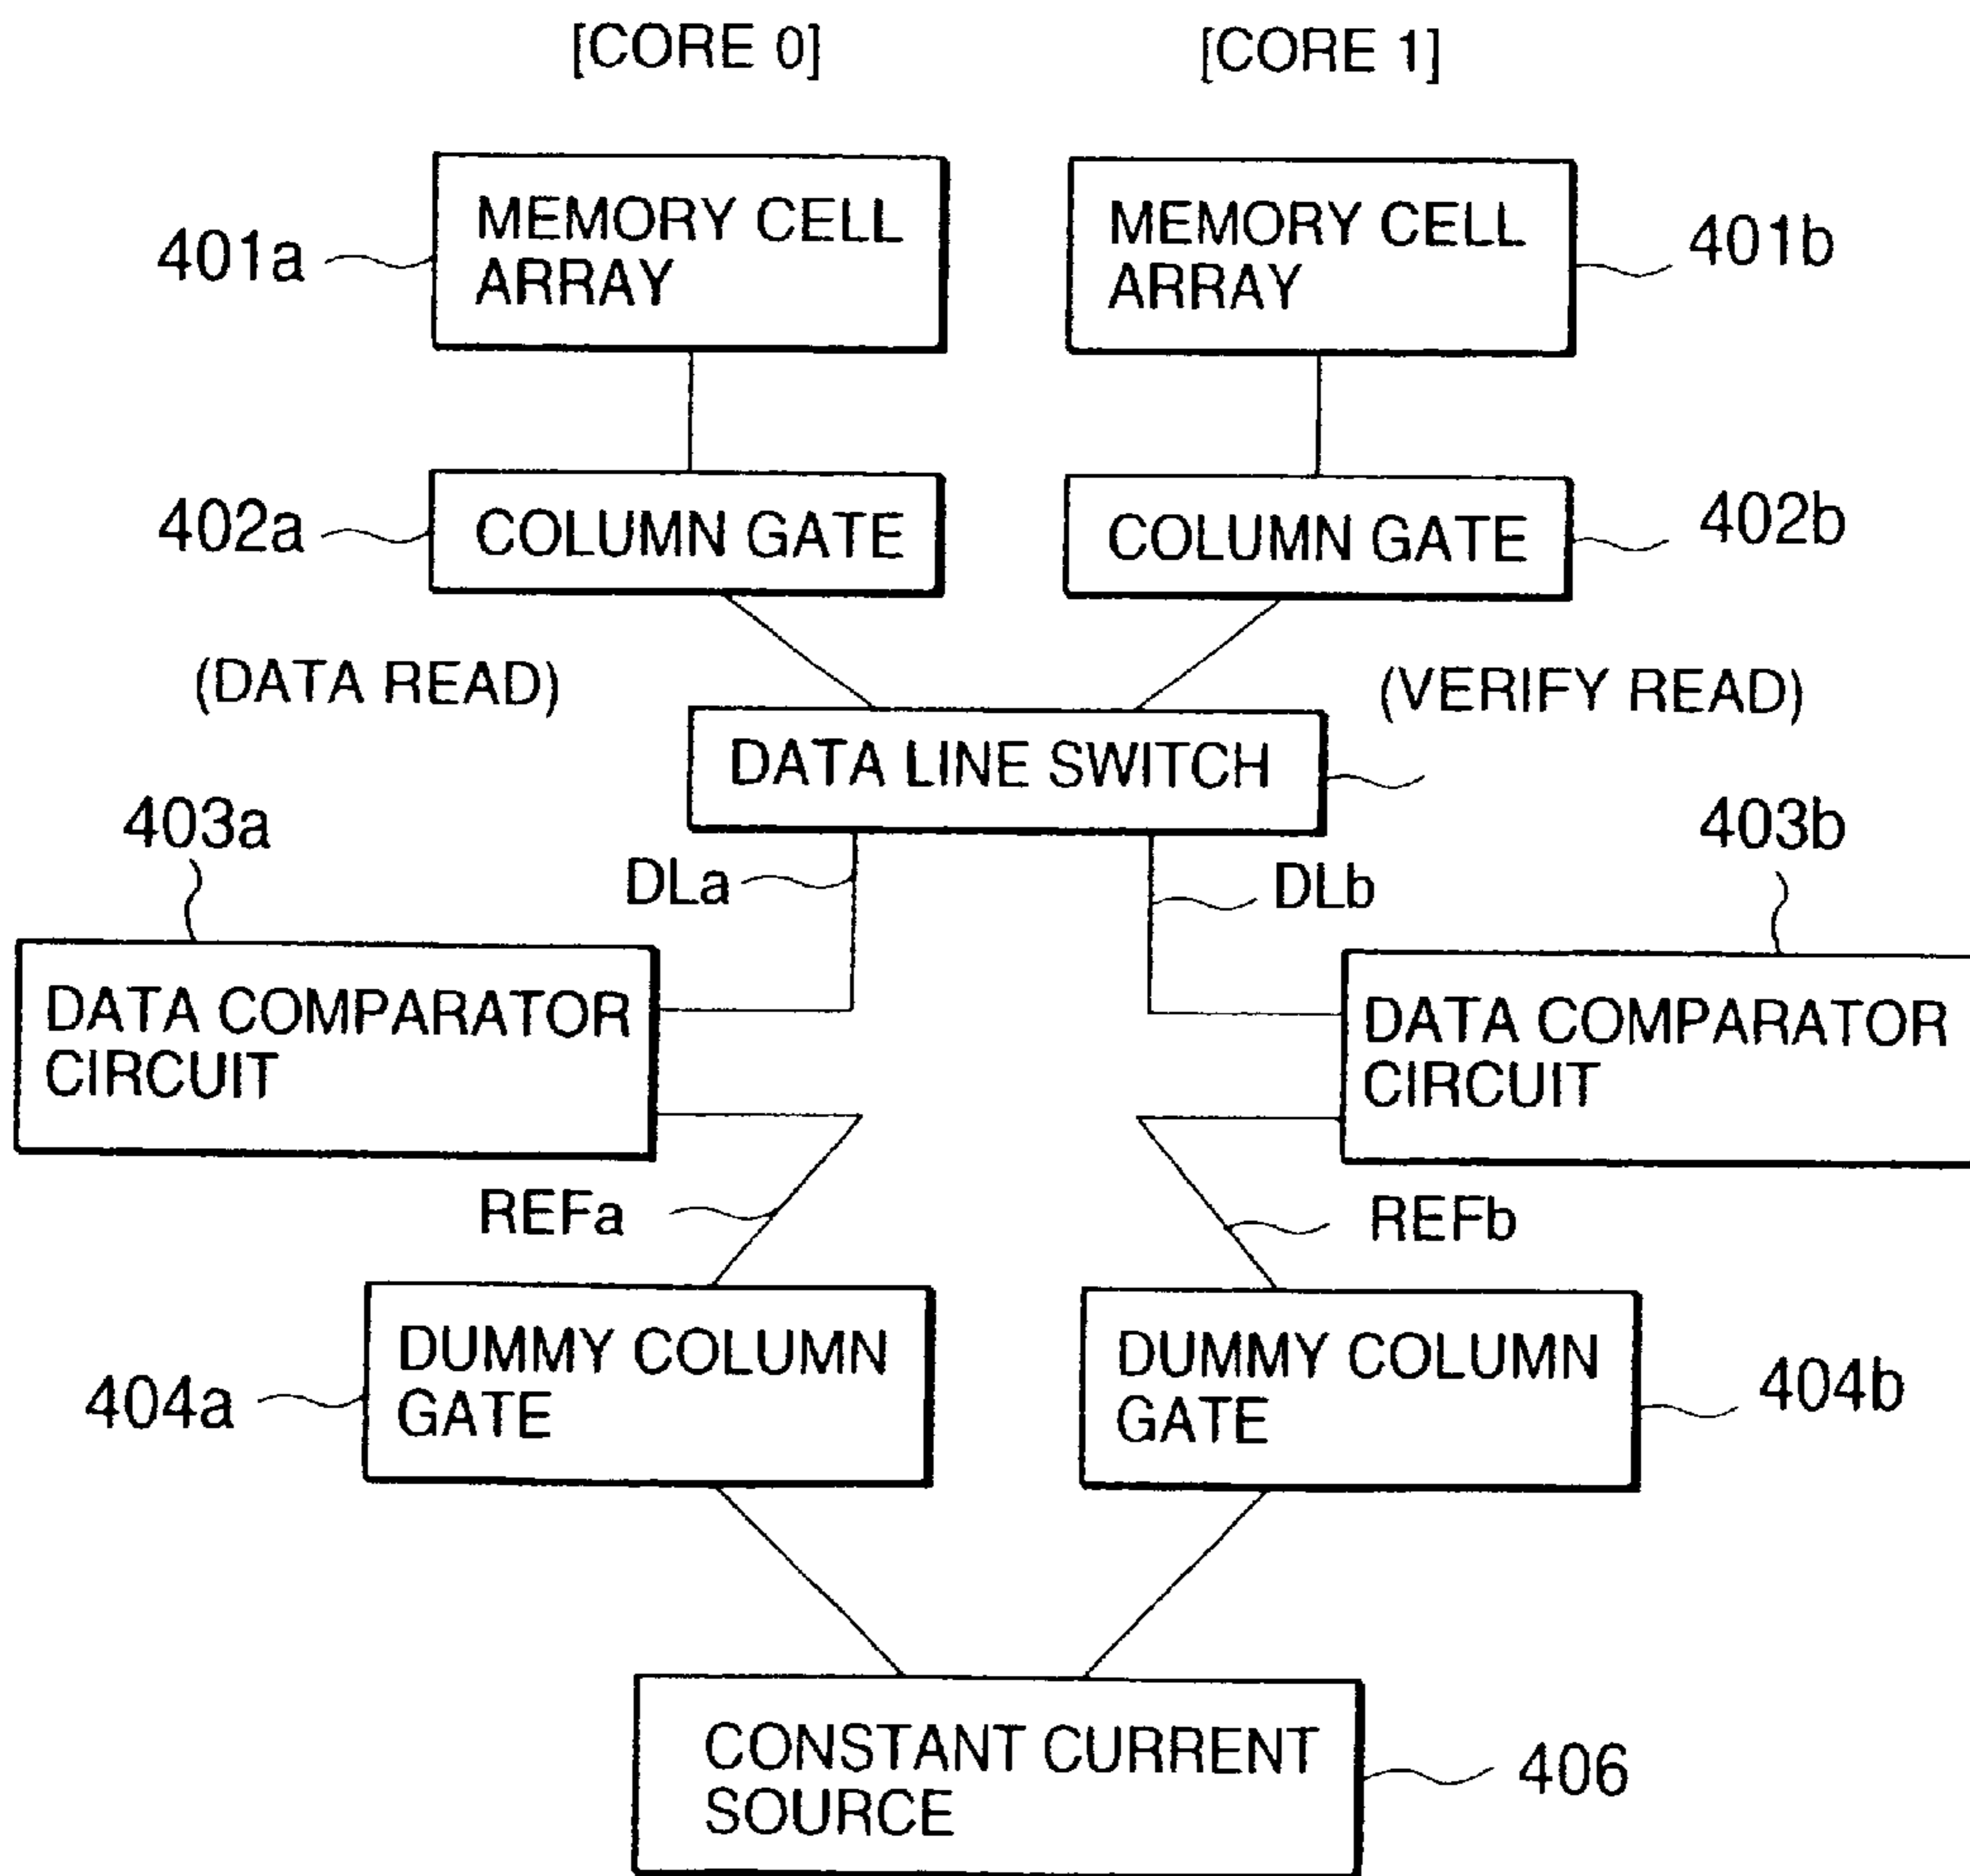 [CORE 0]
[CORE 1]
401a
MEMORY CELL
ARRAY
MEMORY CELL
ARRAY
401b
402a
COLUMN GATE
COLUMN GATE
402b
(DATA READ)
(VERIFY READ)
DATA LINE SWITCH
403a
403b
DLa
DLb
DATA COMPARATOR
CIRCUIT
DATA COMPARATOR
CIRCUIT
REFa
REFb
404a
DUMMY COLUMN
GATE
DUMMY COLUMN
GATE
404b
CONSTANT CURRENT
SOURCE
406